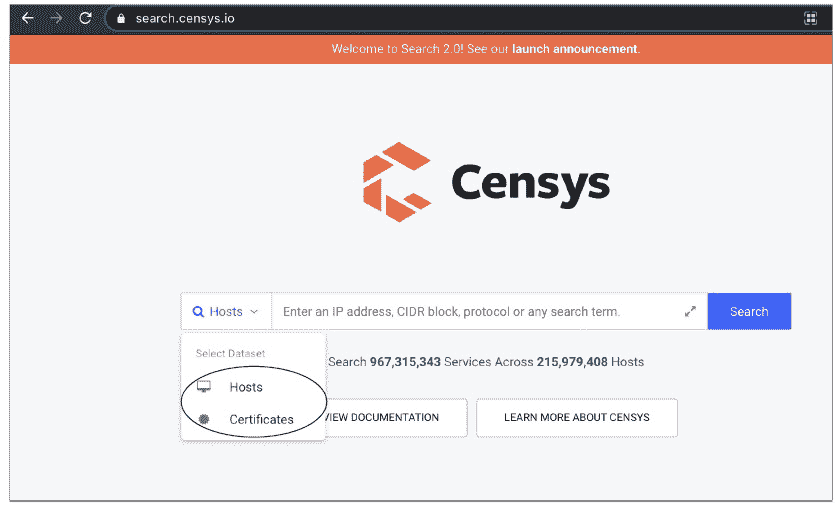 search.censys.io
Welcome to Search 2.0! See our launch announcement.
Censys
Hosts
Enter an IP address, CIDR block, protocol or any search term.
Search
Select Dataset
Search 967,315,343 Services Across 215,979,408 Hosts
Hosts
Certificates
DOCUMENTATION
LEARN MORE ABOUT CENSYS